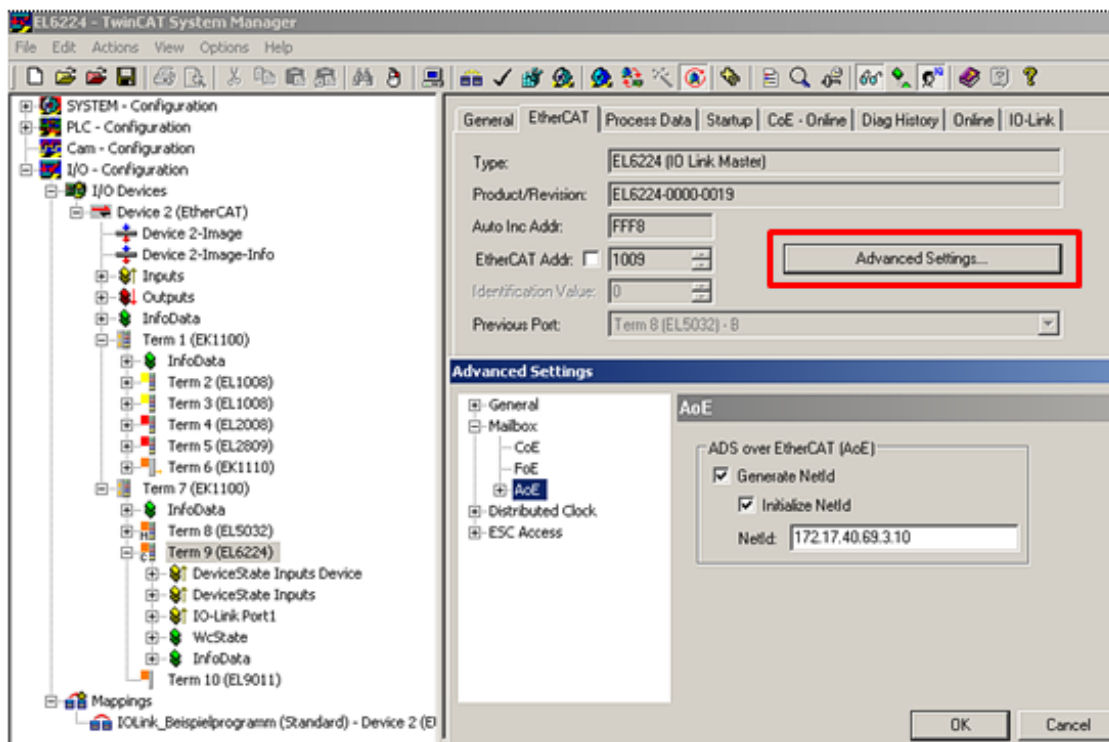 EL6224 - TwinCAT System Manager
File Edit Actions View Options Help
SYSTEM - Configuration
PLC - Configuration
Cam - Configuration
I/O - Configuration
I/O Devices
Device 2 (EtherCAT)
Device 2-Image
Device 2-Image-Info
Inputs
Outputs
InfoData
Term 1 (EK1100)
InfoData
Term 2 (EL1008)
Term 3 (EL1008)
Term 4 (EL2008)
Term 5 (EL2809)
Term 6 (EK1110)
Term 7 (EK1100)
InfoData
Term 8 (EL5032)
Term 9 (EL6224)
DeviceState Inputs Device
DeviceState Inputs
IO-Link Port1
WcState
InfoData
Term 10 (EL9011)
Mappings
IOLink_Beispielprogramm (Standard) - Device 2 (E
General EtherCAT Process Data Startup CoE - Online Diag History Online IO-Link
Type: EL6224 (IO Link Master)
Product/Revision: EL6224-0000-0019
Auto Inc Addr: FFF8
EtherCAT Addr: 1009
Advanced Settings...
Identification Value: 0
Previous Port: Term 8 (EL5032) - B
Advanced Settings
General
Mailbox
CoE
FoE
AoE
Distributed Clock
ESC Access
AoE
ADS over EtherCAT (AoE)
Generate NetId
Initialize NetId
NetId: 172.17.40.69.3.10
OK Cancel